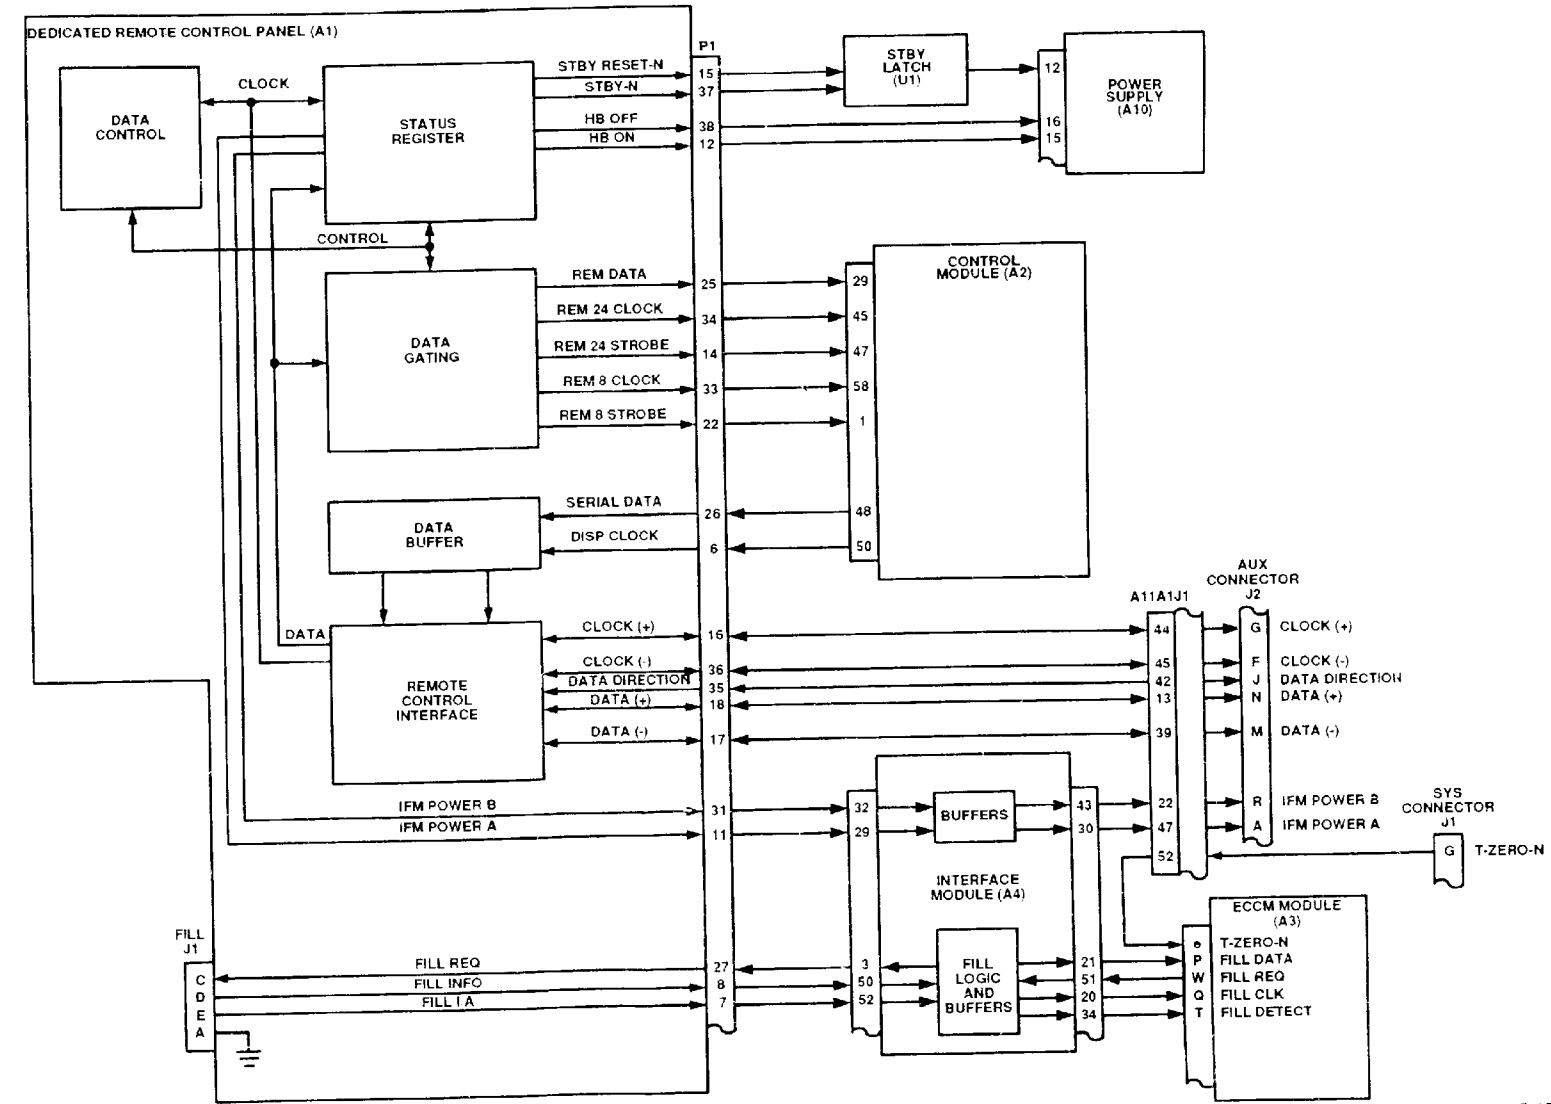 DEDICATED REMOTE CONTROL PANEL (A1)
P1
DATA
CONTROL
CLOCK
STATUS
REGISTER
STBY RESET-N
STBY-N
HB OFF
HB ON
15
37
38
12
STBY
LATCH
(U1)
12
16
15
POWER
SUPPLY
(A10)
CONTROL
DATA
GATING
REM DATA
REM 24 CLOCK
REM 24 STROBE
REM 8 CLOCK
REM 8 STROBE
25
34
14
33
22
29
45
47
58
1
CONTROL
MODULE (A2)
DATA
BUFFER
SERIAL DATA
DISP CLOCK
26
6
48
50
DATA
REMOTE
CONTROL
INTERFACE
CLOCK (+)
CLOCK (-)
DATA DIRECTION
DATA (+)
DATA (-)
16
36
35
18
17
A11A1J1
44
45
42
13
39
22
47
52
AUX
CONNECTOR
J2
G CLOCK (+)
F CLOCK (-)
J DATA DIRECTION
N DATA (+)
M DATA (-)
R IFM POWER B
A IFM POWER A
SYS
CONNECTOR
J1
G T-ZERO-N
IFM POWER B
IFM POWER A
31
11
32
29
BUFFERS
43
30
INTERFACE
MODULE (A4)
FILL
J1
C
D
E
A
FILL REQ
FILL INFO
FILL I A
27
8
7
3
50
52
FILL
LOGIC
AND
BUFFERS
21
51
20
34
ECCM MODULE
(A3)
e T-ZERO-N
P FILL DATA
W FILL REQ
Q FILL CLK
T FILL DETECT